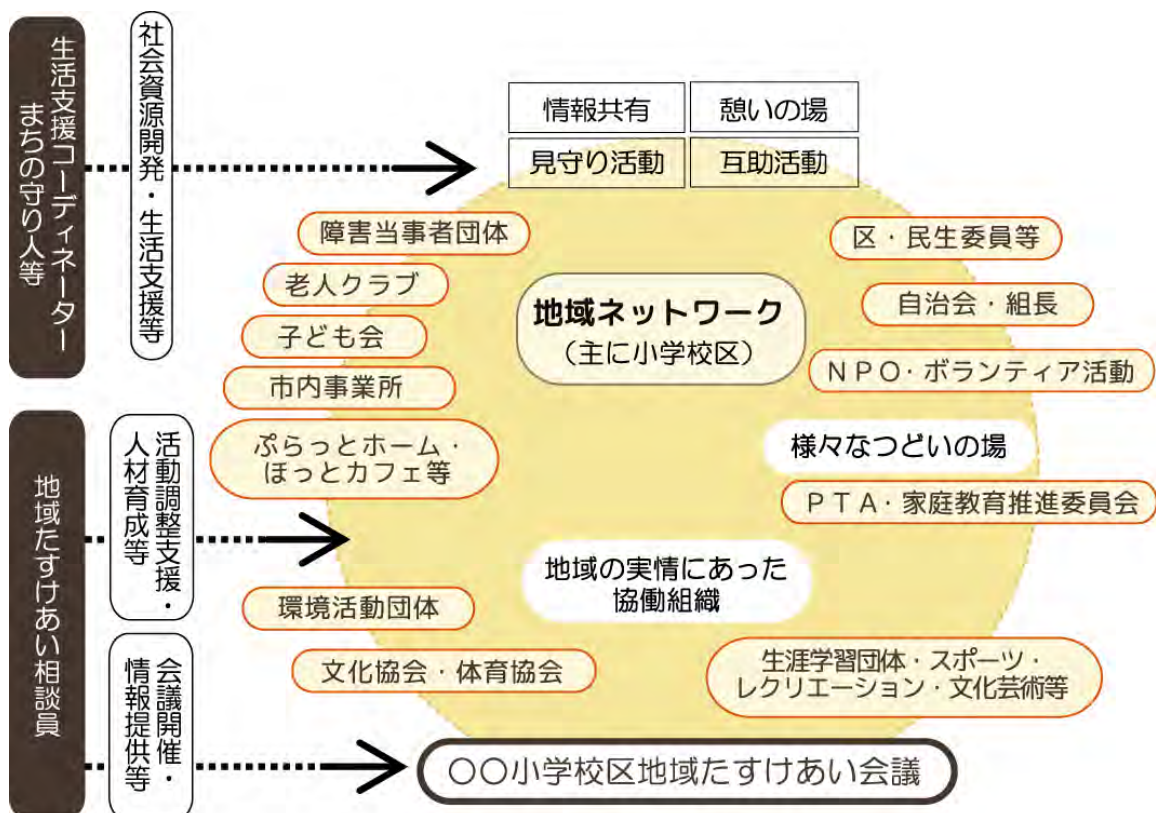 生活支援コーディネーター
まちの守り人等
社会資源開発・生活支援等
情報共有
憩いの場
見守り活動
互助活動
障害当事者団体
老人クラブ
子ども会
市内事業所
ぷらっとホーム・
ほっとカフェ等
地域ネットワーク
（主に小学校区）
区・民生委員等
自治会・組長
ＮＰＯ・ボランティア活動
様々なつどいの場
ＰＴＡ・家庭教育推進委員会
地域たすけあい相談員
活動調整支援・
人材育成等
地域の実情にあった
協働組織
環境活動団体
文化協会・体育協会
生涯学習団体・スポーツ・
レクリエーション・文化芸術等
会議開催・
情報提供等
〇〇小学校区地域たすけあい会議